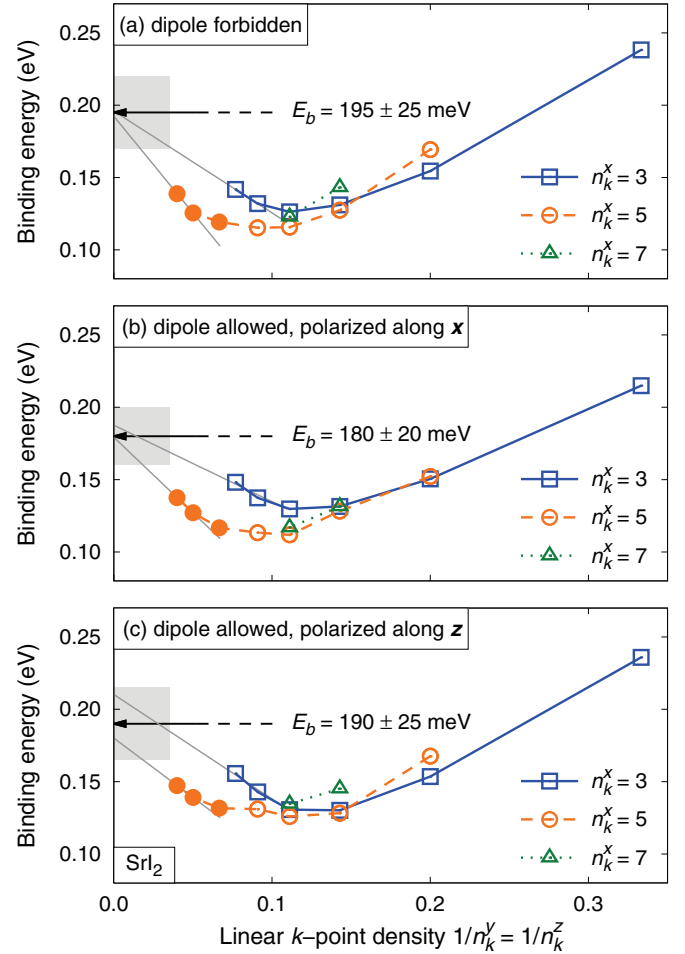 (a) dipole forbidden
0.25
0.20
0.15
0.10
Binding energy (eV)
E_b = 195 ± 25 meV
n_k^x = 3
n_k^x = 5
n_k^x = 7
(b) dipole allowed, polarized along x
0.25
0.20
0.15
0.10
Binding energy (eV)
E_b = 180 ± 20 meV
n_k^x = 3
n_k^x = 5
n_k^x = 7
(c) dipole allowed, polarized along z
0.25
0.20
0.15
0.10
Binding energy (eV)
E_b = 190 ± 25 meV
n_k^x = 3
n_k^x = 5
n_k^x = 7
SrI₂
0.0 0.1 0.2 0.3
Linear k–point density 1/n_k^y = 1/n_k^z